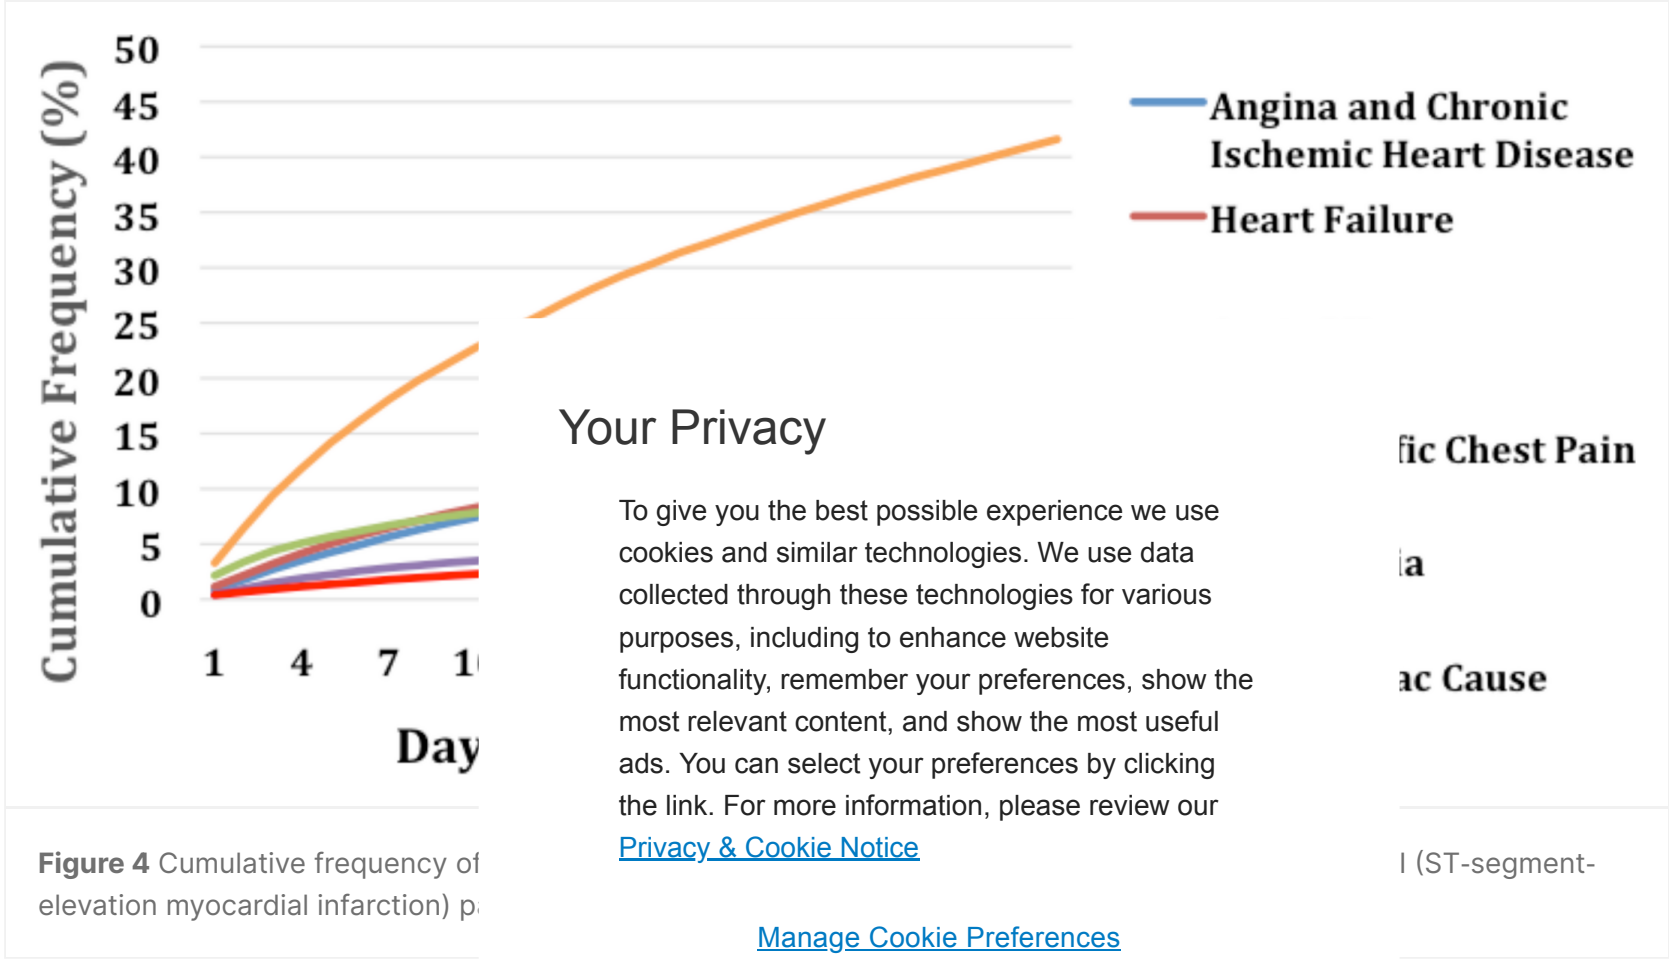 Cumulative Frequency (%)
50
45
40
35
30
25
20
15
10
5
0
1 4 7
Day
Angina and Chronic
Ischemic Heart Disease
Heart Failure
Chest Pain
Cause
Your Privacy
To give you the best possible experience we use
cookies and similar technologies. We use data
collected through these technologies for various
purposes, including to enhance website
functionality, remember your preferences, show the
most relevant content, and show the most useful
ads. You can select your preferences by clicking
the link. For more information, please review our
Privacy & Cookie Notice
Manage Cookie Preferences
Figure 4 Cumulative frequency of
(ST-segment-
elevation myocardial infarction)